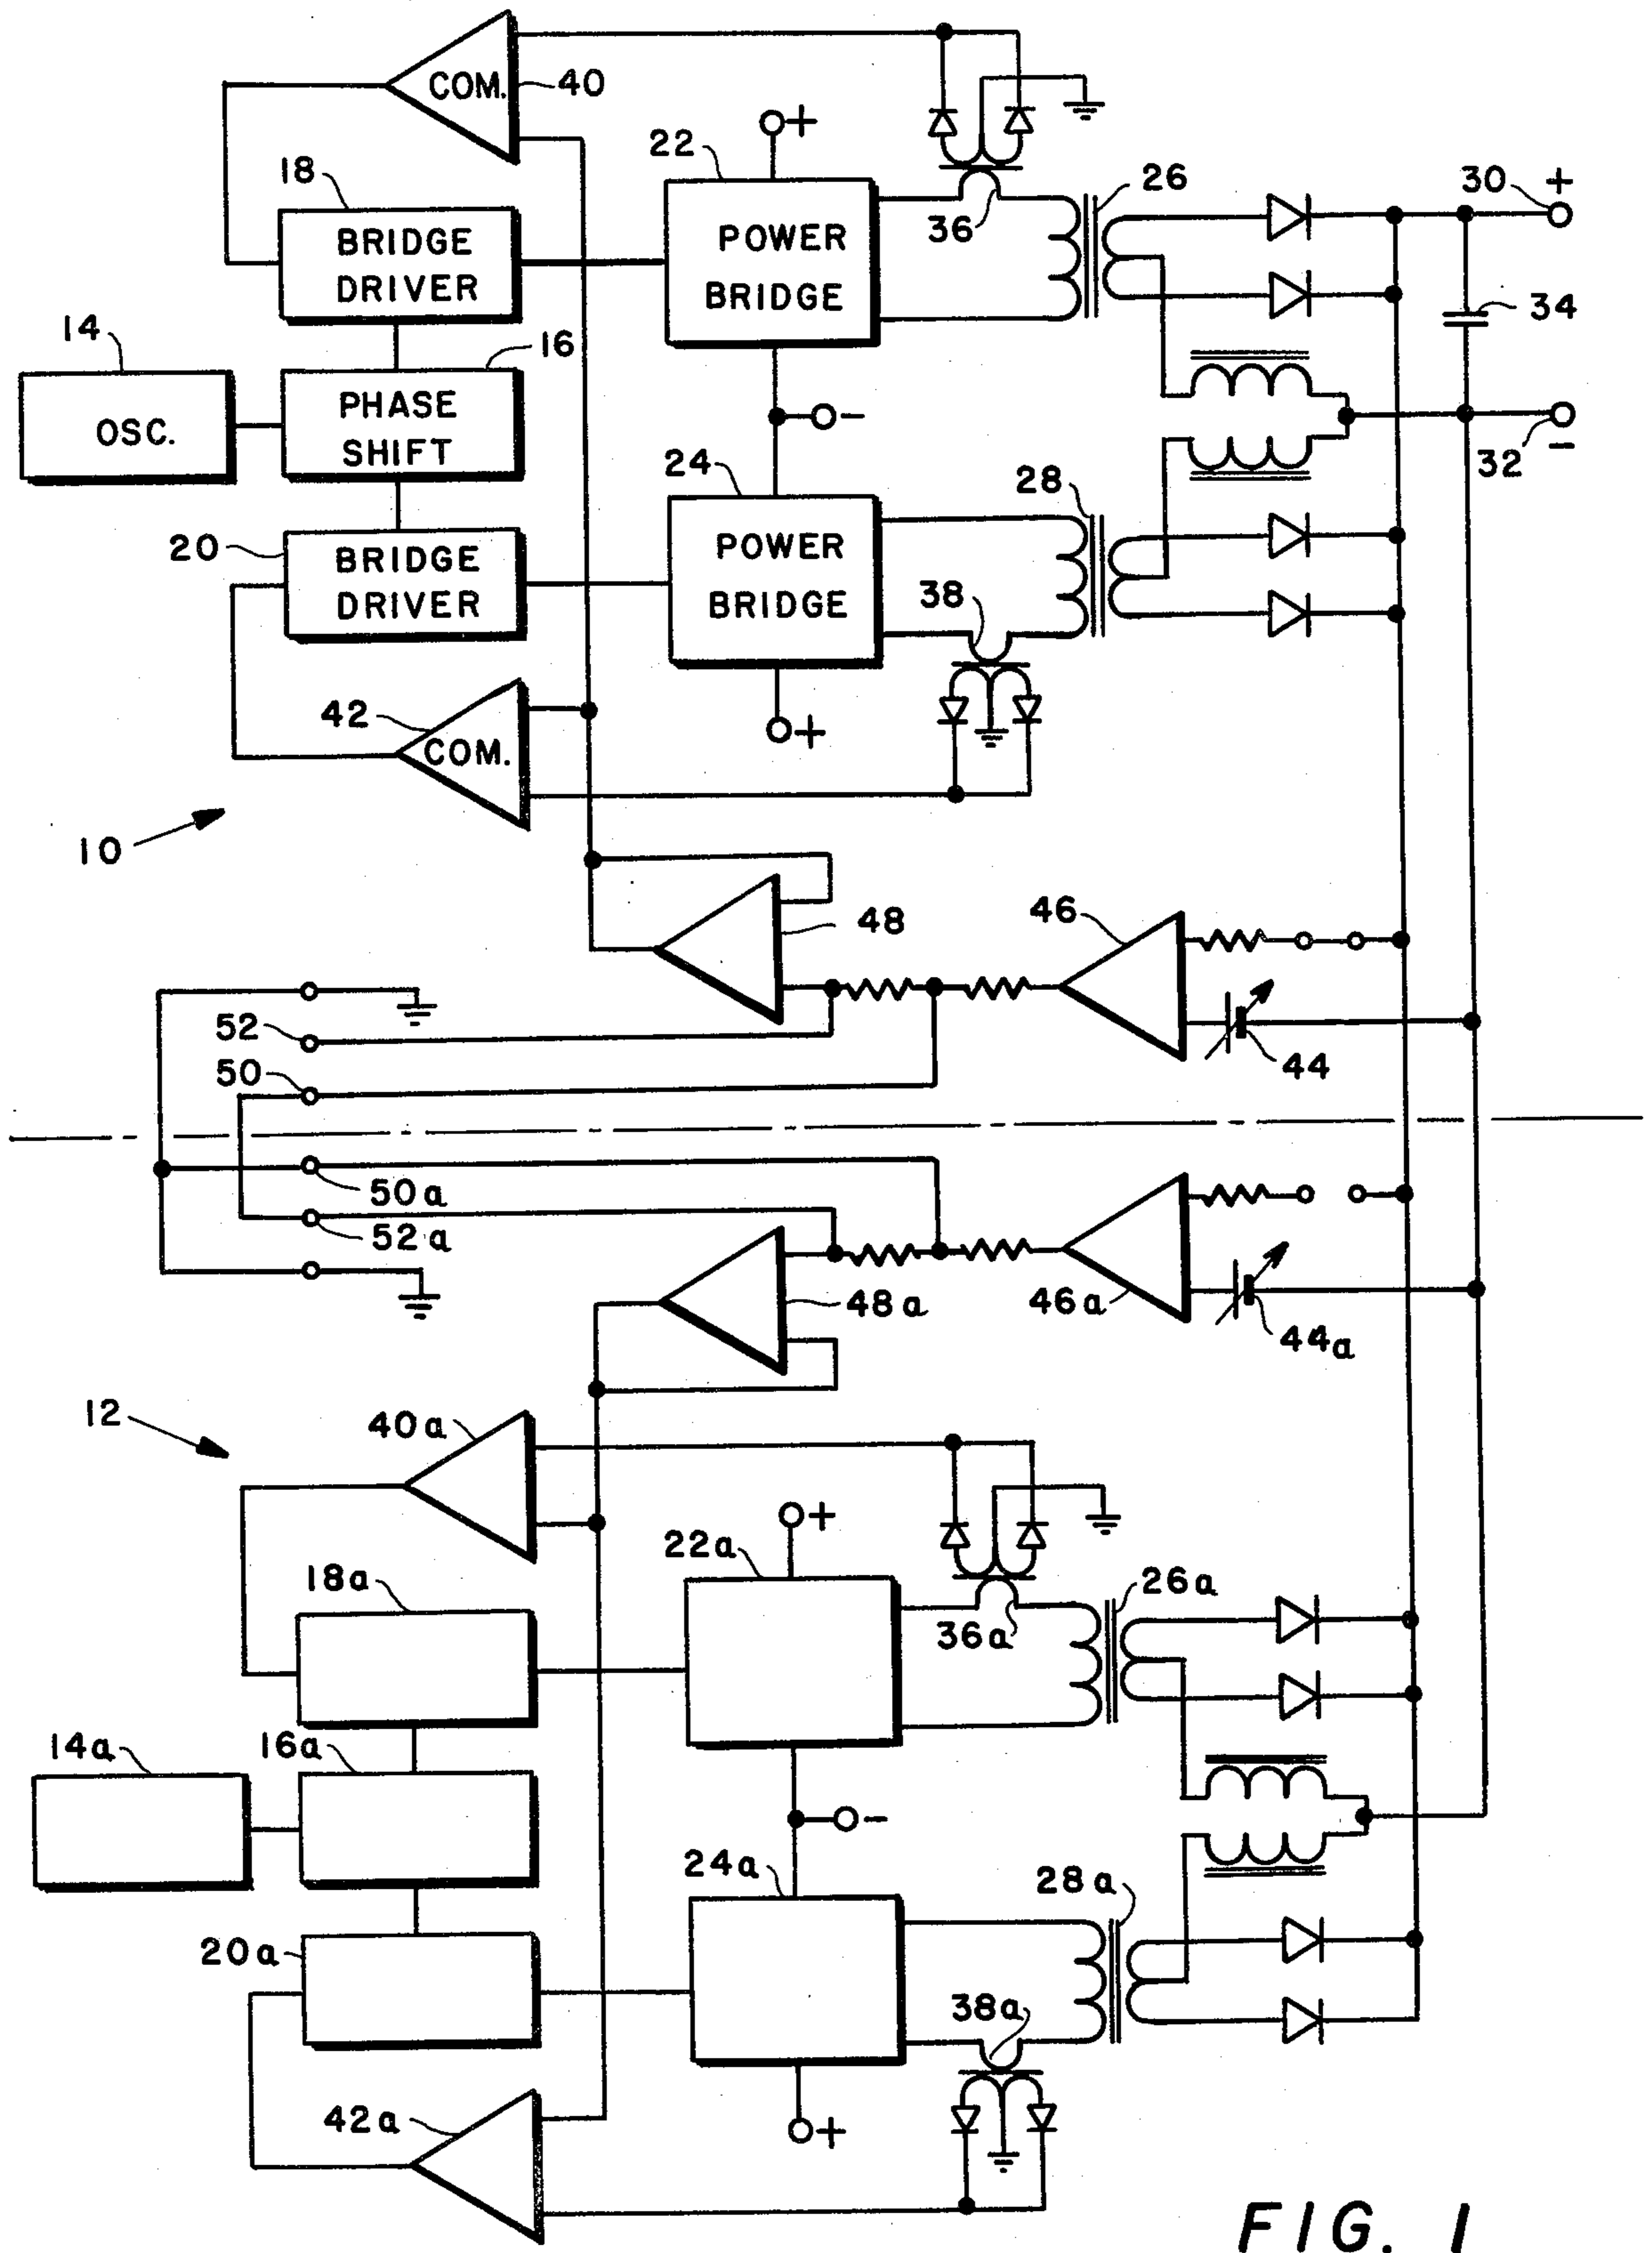 COM.
40
+
22
18
26
30
+
BRIDGE
DRIVER
POWER
BRIDGE
36
34
14
16
OSC.
PHASE
SHIFT
-
24
28
32
-
20
BRIDGE
DRIVER
POWER
BRIDGE
38
42
COM.
+
10
48
46
52
44
50
50a
52a
48a
46a
44a
12
40a
+
22a
18a
26a
36a
14a
16a
-
24a
28a
20a
38a
42a
+
FIG. 1